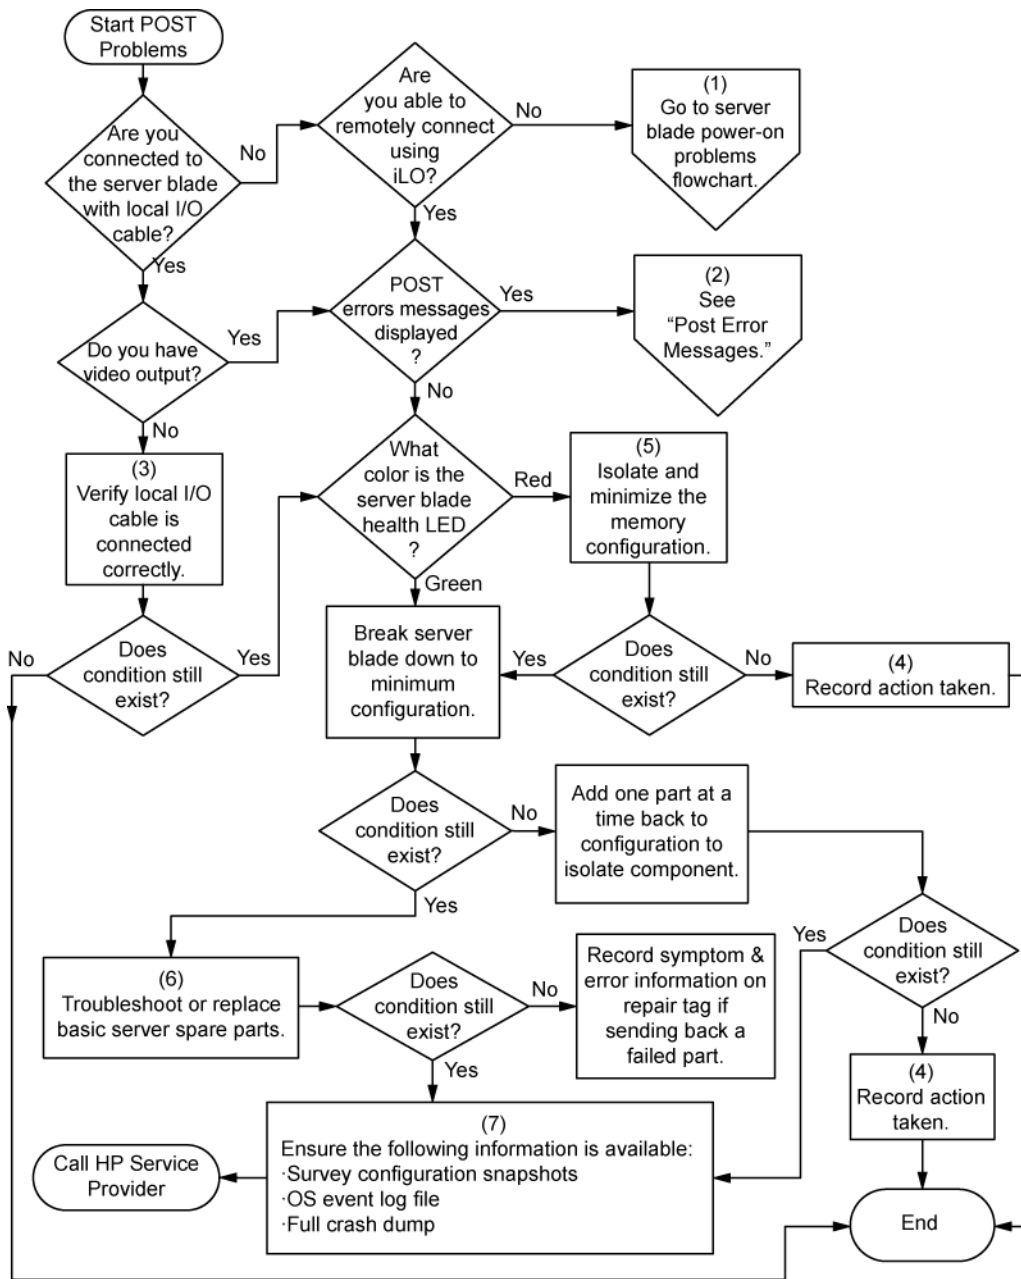 Start POST
Problems
Are you
connected to
the server blade
with local I/O
cable?
No
Yes
Are
you able to
remotely connect
using
iLO?
No
Yes
(1)
Go to server
blade power-on
problems
flowchart.
Do you have
video output?
Yes
No
POST
errors messages
displayed
?
Yes
No
(2)
See
“Post Error
Messages.”
(3)
Verify local I/O
cable is
connected
correctly.
What
color is the
server blade
health LED
?
Red
Green
(5)
Isolate and
minimize the
memory
configuration.
Does
condition still
exist?
No
Yes
Break server
blade down to
minimum
configuration.
Does
condition still
exist?
Yes
No
(4)
Record action taken.
Does
condition still
exist?
No
Yes
Add one part at a
time back to
configuration to
isolate component.
Does
condition still
exist?
Yes
No
(6)
Troubleshoot or replace
basic server spare parts.
Does
condition still
exist?
No
Yes
Record symptom &
error information on
repair tag if
sending back a
failed part.
(4)
Record action
taken.
(7)
Ensure the following information is available:
·Survey configuration snapshots
·OS event log file
·Full crash dump
Call HP Service
Provider
End